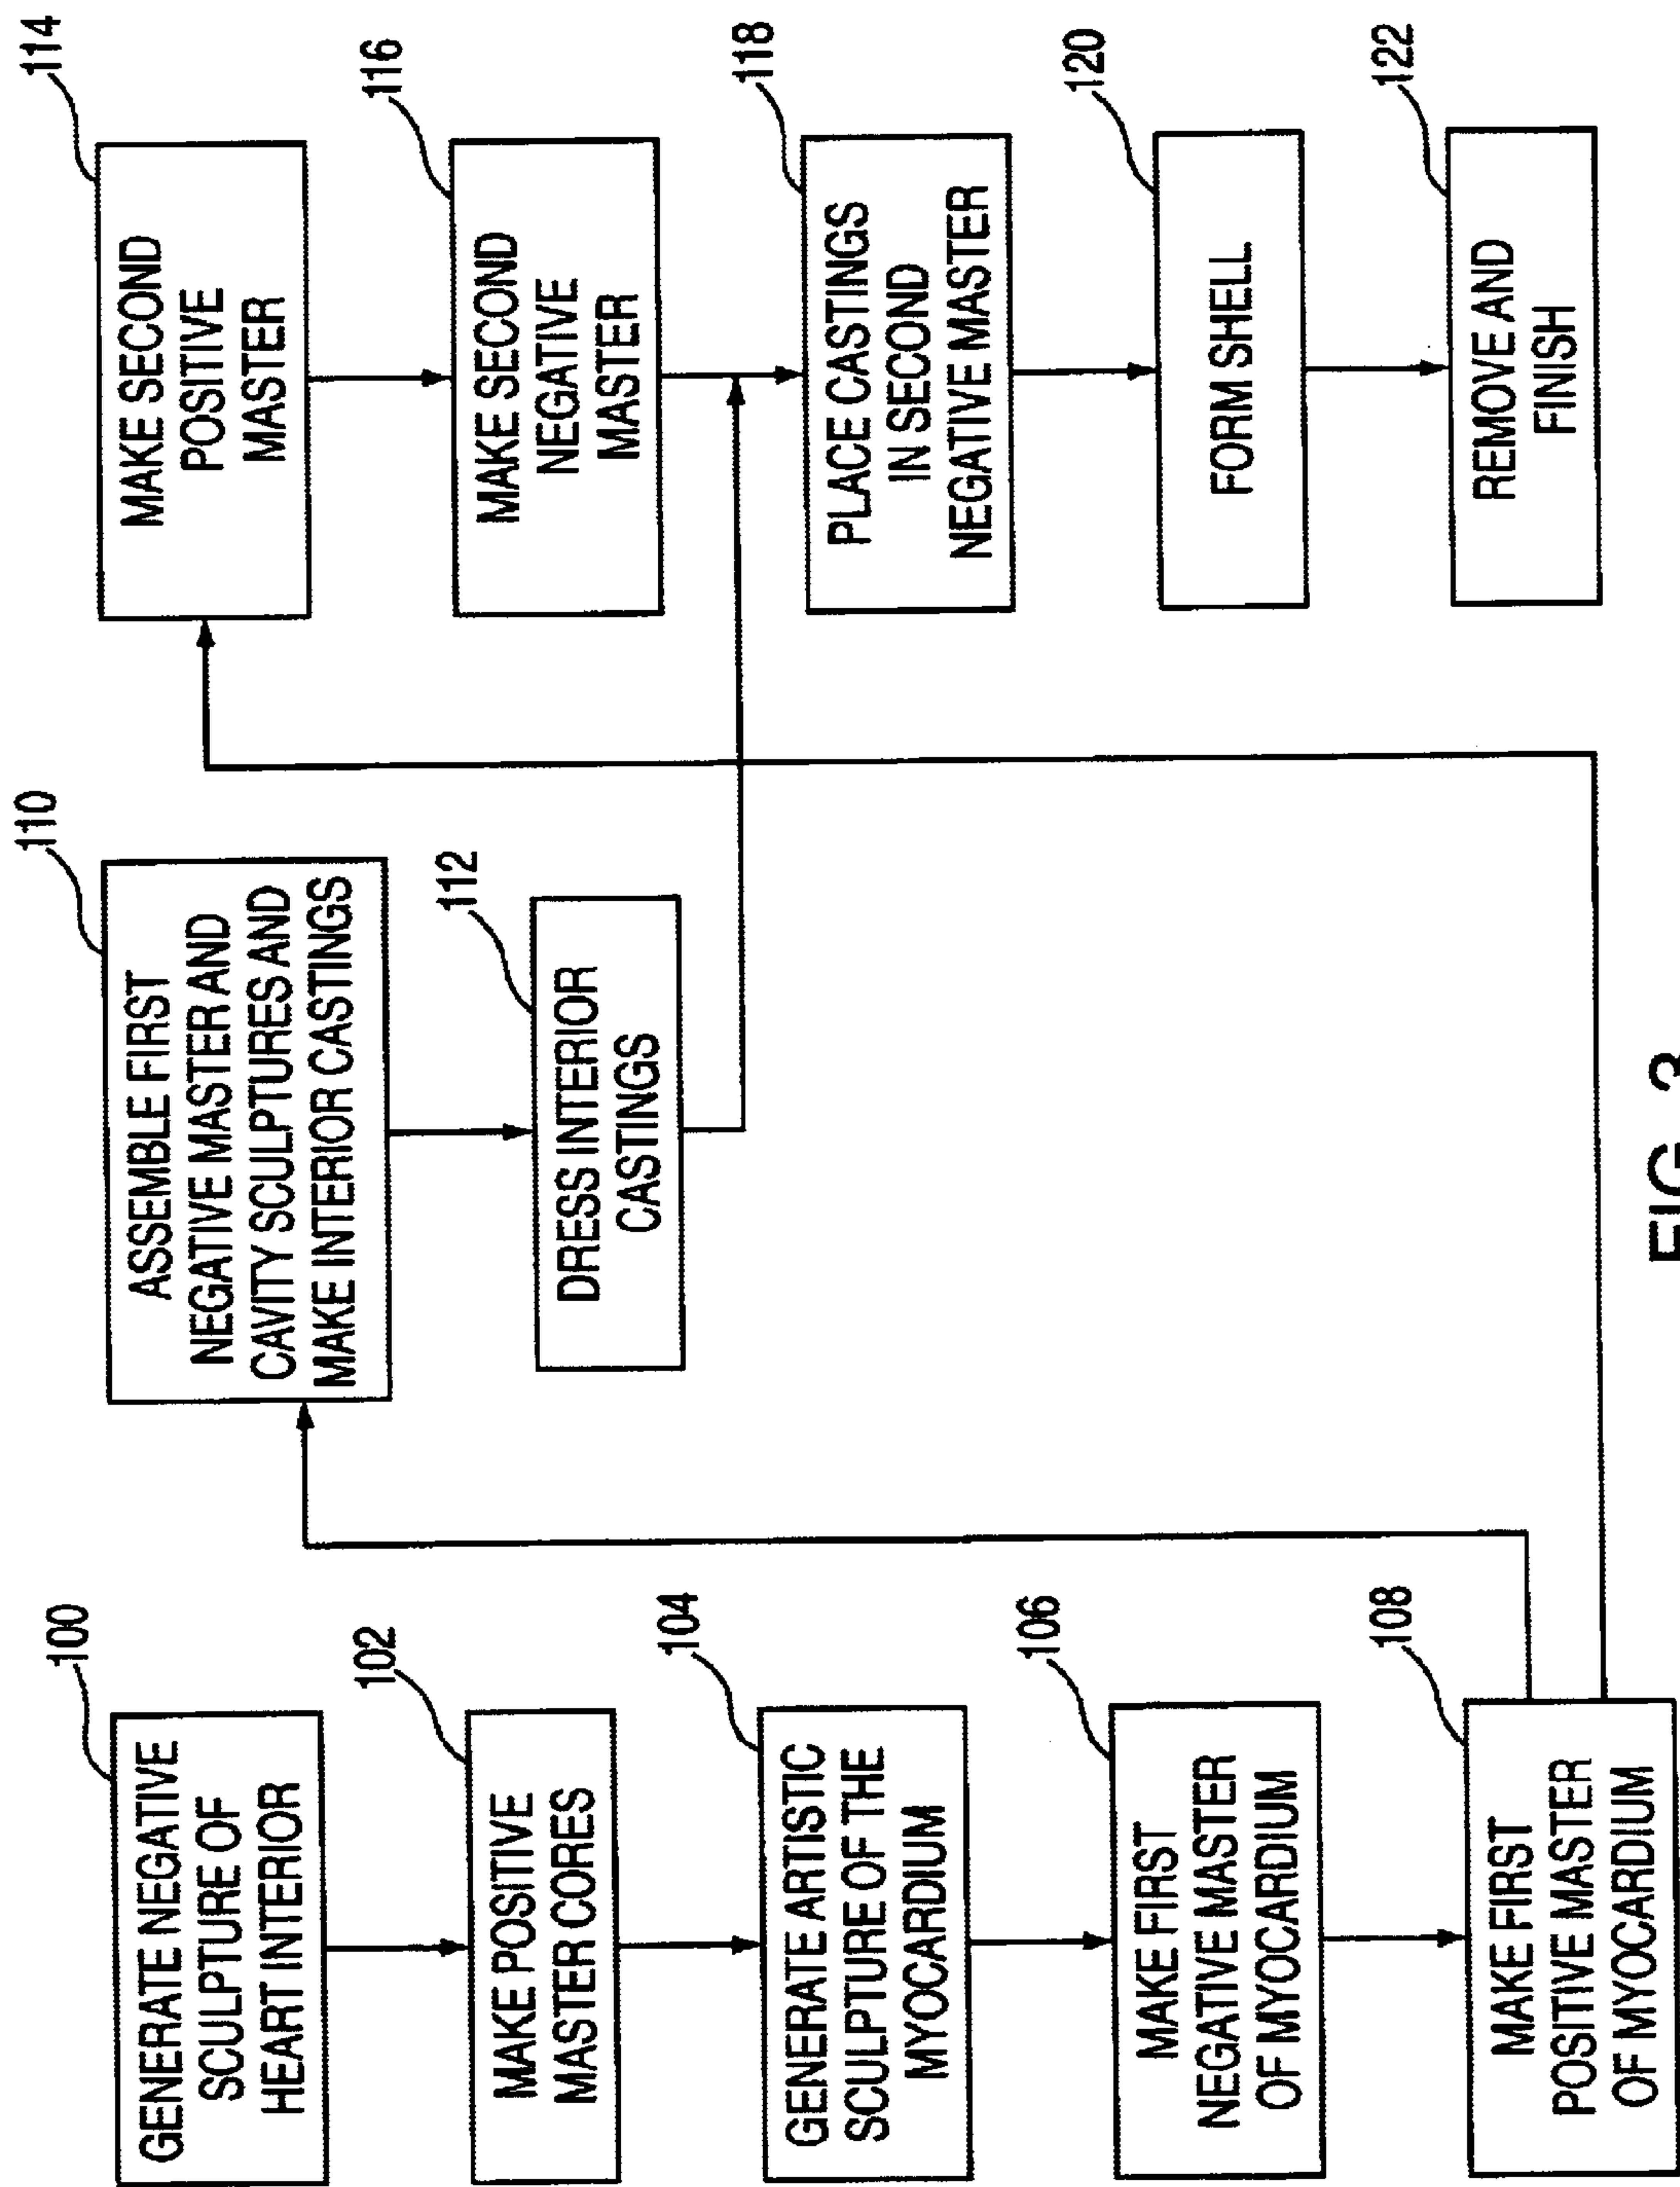 100
GENERATE NEGATIVE
SCULPTURE OF
HEART INTERIOR
102
MAKE POSITIVE
MASTER CORES
104
GENERATE ARTISTIC
SCULPTURE OF THE
MYOCARDIUM
106
MAKE FIRST
NEGATIVE MASTER
OF MYOCARDIUM
108
MAKE FIRST
POSITIVE MASTER
OF MYOCARDIUM
110
ASSEMBLE FIRST
NEGATIVE MASTER AND
CAVITY SCULPTURES AND
MAKE INTERIOR CASTINGS
112
DRESS INTERIOR
CASTINGS
114
MAKE SECOND
POSITIVE
MASTER
116
MAKE SECOND
NEGATIVE
MASTER
118
PLACE CASTINGS
IN SECOND
NEGATIVE MASTER
120
FORM SHELL
122
REMOVE AND
FINISH
FIG. 3